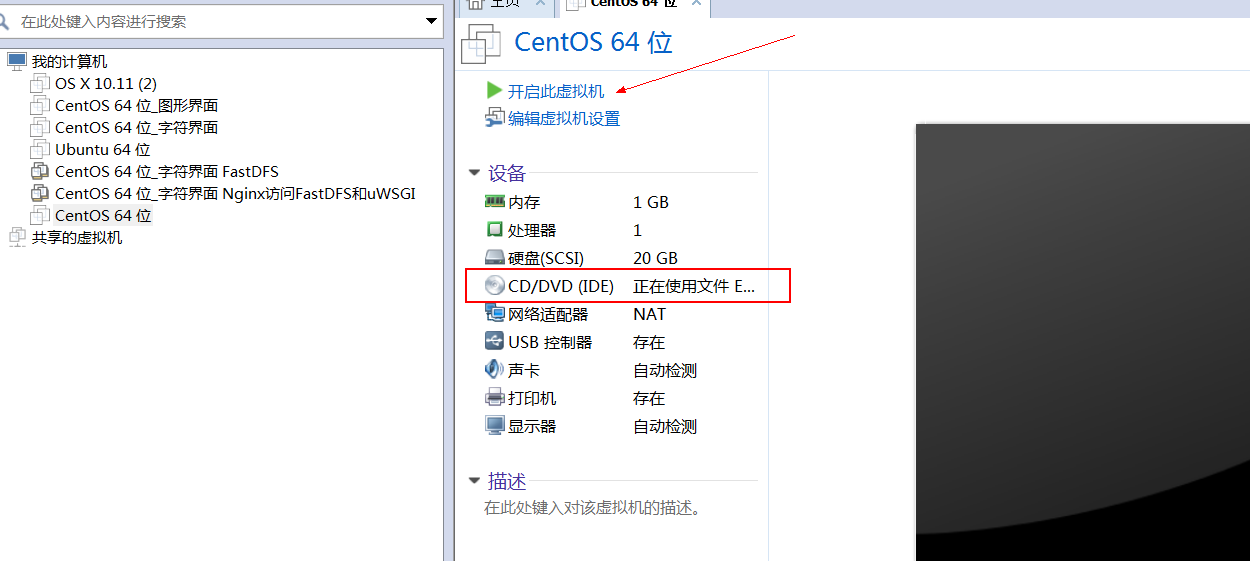 在此处键入内容进行搜索
我的计算机
OS X 10.11 (2)
CentOS 64 位_图形界面
CentOS 64 位_字符界面
Ubuntu 64 位
CentOS 64 位_字符界面 FastDFS
CentOS 64 位_字符界面 Nginx访问FastDFS和uWSGI
CentOS 64 位
共享的虚拟机
主页
CentOS 64 位
CentOS 64 位
开启此虚拟机
编辑虚拟机设置
设备
内存 1 GB
处理器 1
硬盘(SCSI) 20 GB
CD/DVD (IDE) 正在使用文件 E...
网络适配器 NAT
USB 控制器 存在
声卡 自动检测
打印机 存在
显示器 自动检测
描述
在此处键入对该虚拟机的描述。